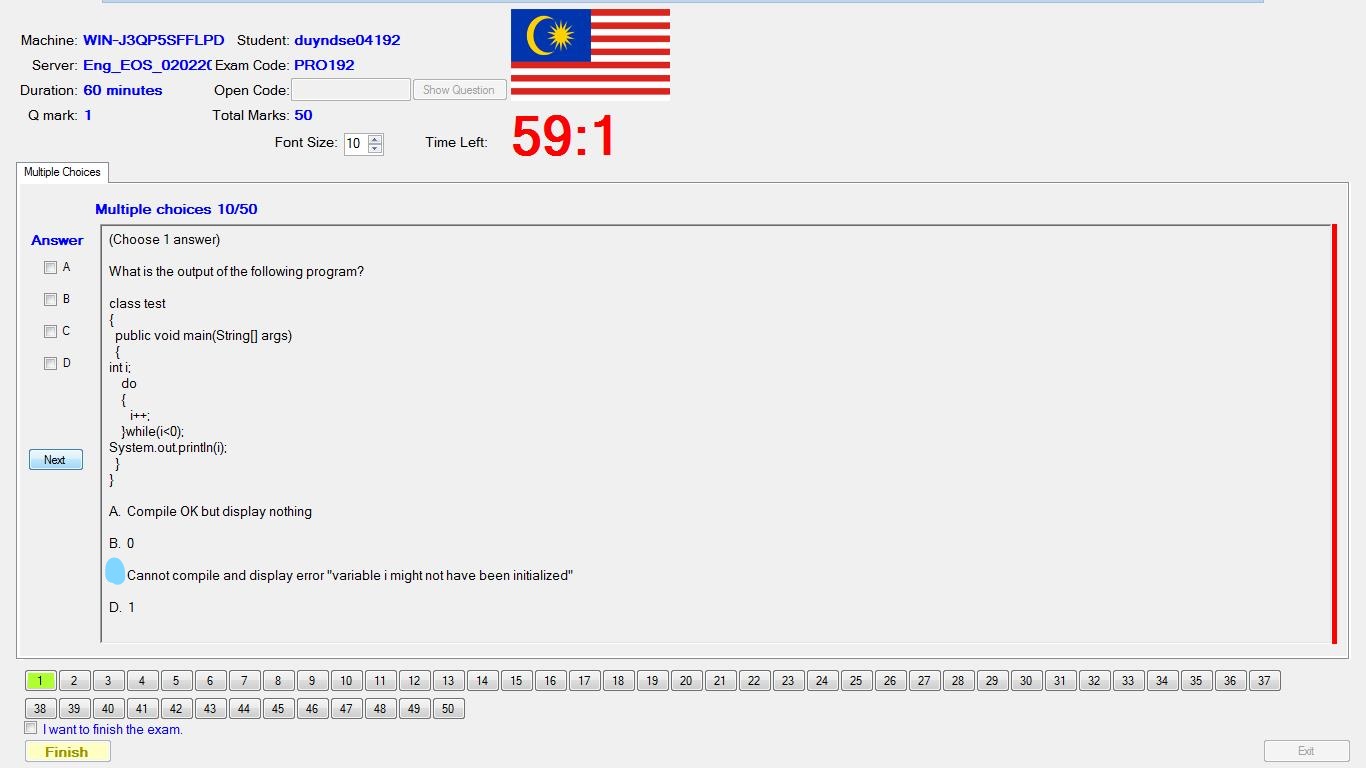 Machine: WIN-J3QP5SFFLPD Student: duyndse04192
Server: Eng_EOS_02022( Exam Code: PRO192
Duration: 60 minutes Open Code: Show Question
Q mark: 1 Total Marks: 50
Font Size: 10 Time Left: 59:1
Multiple Choices
Multiple choices 10/50
Answer
A
B
C
D
Next
(Choose 1 answer)
What is the output of the following program?
class test
{
public void main(String[] args)
{
int i;
do
{
i++;
}while(i<0);
System.out.println(i);
}
}
A. Compile OK but display nothing
B. 0
Cannot compile and display error "variable i might not have been initialized"
D. 1
1 2 3 4 5 6 7 8 9 10 11 12 13 14 15 16 17 18 19 20 21 22 23 24 25 26 27 28 29 30 31 32 33 34 35 36 37
38 39 40 41 42 43 44 45 46 47 48 49 50
I want to finish the exam.
Finish
Exit